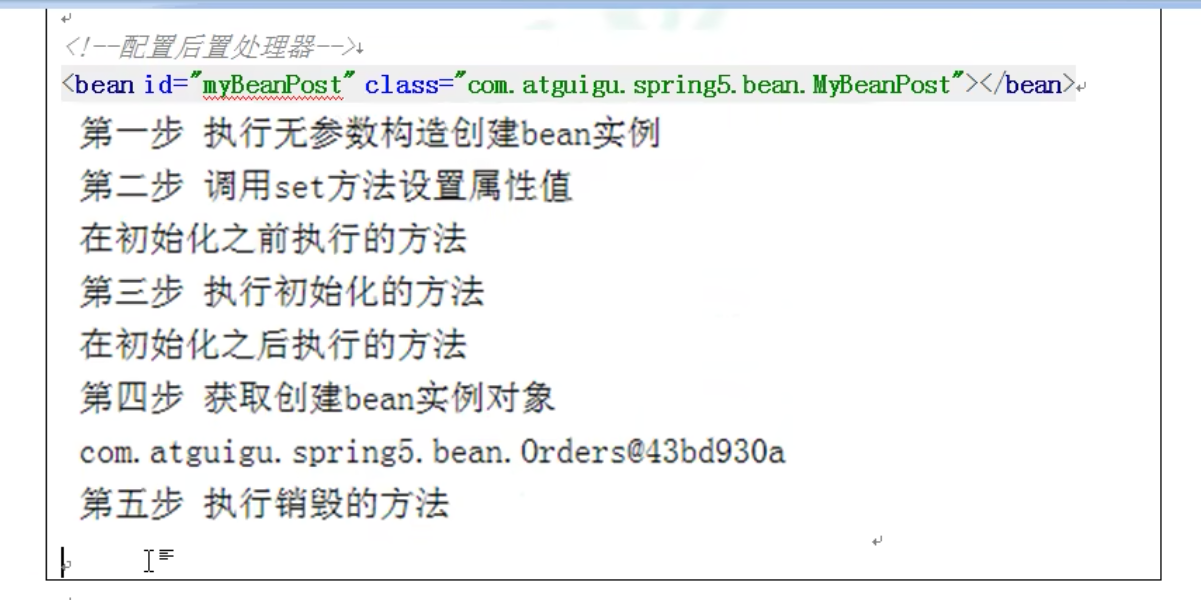 <!--配置后置处理器-->
<bean id="myBeanPost" class="com.atguigu.spring5.bean.MyBeanPost"></bean>
第一步 执行无参数构造创建bean实例
第二步 调用set方法设置属性值
在初始化之前执行的方法
第三步 执行初始化的方法
在初始化之后执行的方法
第四步 获取创建bean实例对象
com.atguigu.spring5.bean.Orders@43bd930a
第五步 执行销毁的方法